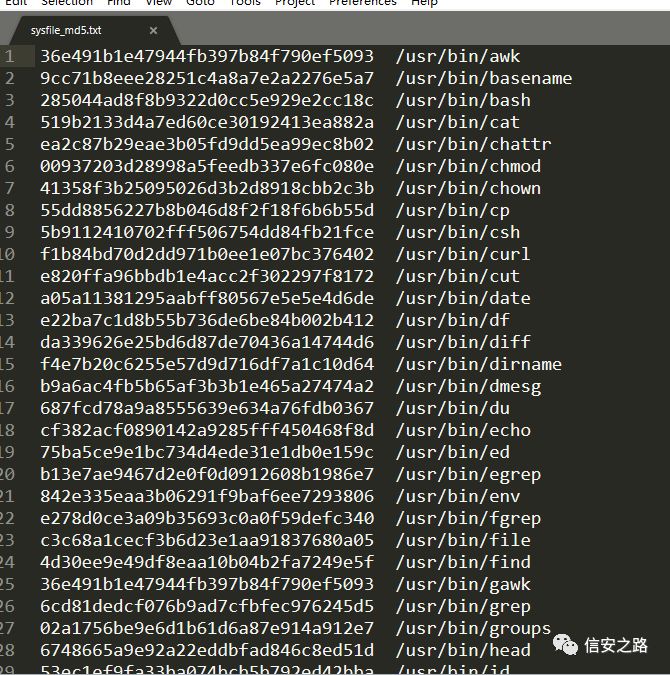 Edit Selection Find View Goto Tools Project Preferences Help
sysfile_md5.txt ×
1 36e491b1e47944fb397b84f790ef5093 /usr/bin/awk
2 9cc71b8eee28251c4a8a7e2a2276e5a7 /usr/bin/basename
3 285044ad8f8b9322d0cc5e929e2cc18c /usr/bin/bash
4 519b2133d4a7ed60ce30192413ea882a /usr/bin/cat
5 ea2c87b29eae3b05fd9dd5ea99ec8b02 /usr/bin/chattr
6 00937203d28998a5feedb337e6fc080e /usr/bin/chmod
7 41358f3b25095026d3b2d8918cbb2c3b /usr/bin/chown
8 55dd8856227b8b046d8f2f18f6b6b55d /usr/bin/cp
9 5b9112410702fff506754dd84fb21fce /usr/bin/csh
10 f1b84bd70d2dd971b0ee1e07bc376402 /usr/bin/curl
11 e820ffa96bbdb1e4acc2f302297f8172 /usr/bin/cut
12 a05a11381295aabff80567e5e5e4d6de /usr/bin/date
13 e22ba7c1d8b55b736de6be84b002b412 /usr/bin/df
14 da339626e25bd6d87de70436a14744d6 /usr/bin/diff
15 f4e7b20c6255e57d9d716df7a1c10d64 /usr/bin/dirname
16 b9a6ac4fb5b65af3b3b1e465a27474a2 /usr/bin/dmesg
17 687fcd78a9a8555639e634a76fdb0367 /usr/bin/du
18 cf382acf0890142a9285fff450468f8d /usr/bin/echo
19 75ba5ce9e1bc734d4ede31e1db0e159c /usr/bin/ed
20 b13e7ae9467d2e0f0d0912608b1986e7 /usr/bin/egrep
21 842e335eaa3b06291f9baf6ee7293806 /usr/bin/env
22 e278d0ce3a09b35693c0a0f59defc340 /usr/bin/fgrep
23 c3c68a1cecf3b6d23e1aa91837680a05 /usr/bin/file
24 4d30ee9e49df8eaa10b04b2fa7249e5f /usr/bin/find
25 36e491b1e47944fb397b84f790ef5093 /usr/bin/gawk
26 6cd81dedcf076b9ad7cfbfec976245d5 /usr/bin/grep
27 02a1756be9e6d1b61d6a87e914a912e7 /usr/bin/groups
28 6748665a9e92a22eddbfad846c8ed51d /usr/bin/head
29 53ec1ef9fa33ba074bcb5b792ed42bba /usr/bin/id
信安之路